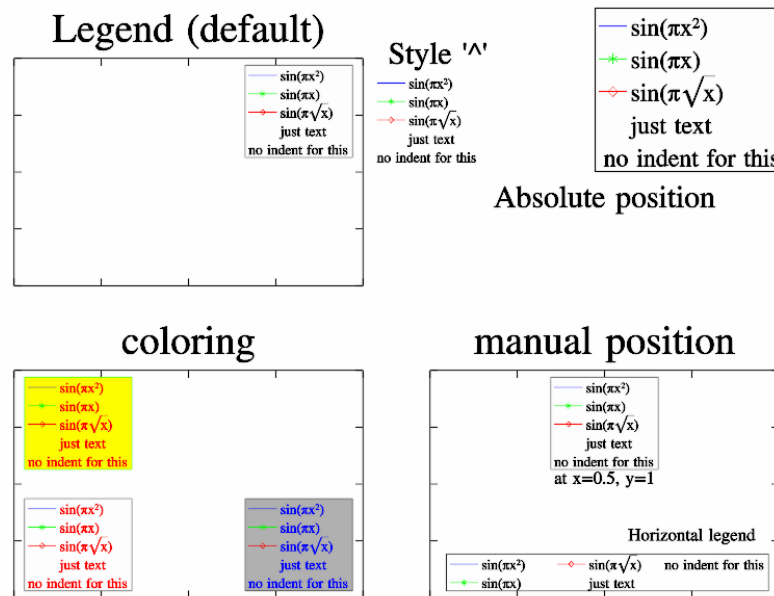 Legend (default)
sin(πx²)
sin(πx)
sin(π√x)
just text
no indent for this
Style '^'
sin(πx²)
sin(πx)
sin(π√x)
just text
no indent for this
sin(πx²)
sin(πx)
sin(π√x)
just text
no indent for this
Absolute position
coloring
sin(πx²)
sin(πx)
sin(π√x)
just text
no indent for this
sin(πx²)
sin(πx)
sin(π√x)
just text
no indent for this
sin(πx²)
sin(πx)
sin(π√x)
just text
no indent for this
manual position
sin(πx²)
sin(πx)
sin(π√x)
just text
no indent for this
at x=0.5, y=1
Horizontal legend
sin(πx²) sin(π√x) no indent for this
sin(πx) just text